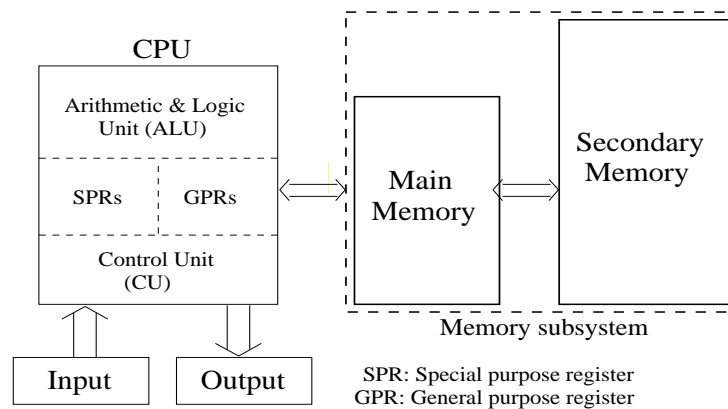 CPU
Arithmetic & Logic
Unit (ALU)
SPRs
GPRs
Control Unit
(CU)
Input
Output
Main
Memory
Secondary
Memory
Memory subsystem
SPR: Special purpose register
GPR: General purpose register